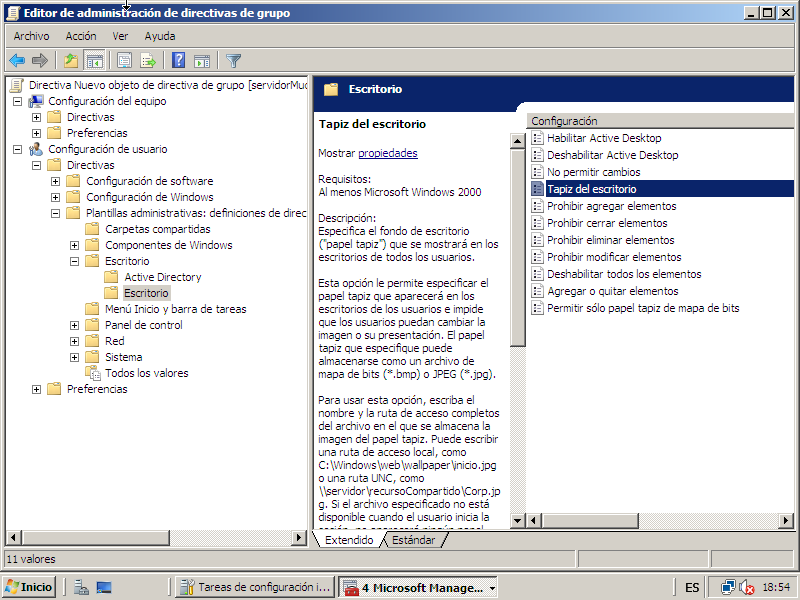 Editor de administración de directivas de grupo
Archivo Acción Ver Ayuda
Directiva Nuevo objeto de directiva de grupo [servidorMuc
Configuración del equipo
Directivas
Preferencias
Configuración de usuario
Directivas
Configuración de software
Configuración de Windows
Plantillas administrativas: definiciones de direc
Carpetas compartidas
Componentes de Windows
Escritorio
Active Directory
Escritorio
Menú Inicio y barra de tareas
Panel de control
Red
Sistema
Todos los valores
Preferencias
Escritorio
Tapiz del escritorio
Mostrar propiedades
Requisitos:
Al menos Microsoft Windows 2000
Descripción:
Especifica el fondo de escritorio
("papel tapiz") que se mostrará en los
escritorios de todos los usuarios.
Esta opción le permite especificar el
papel tapiz que aparecerá en los
escritorios de los usuarios e impide
que los usuarios puedan cambiar la
imagen o su presentación. El papel
tapiz que especifique puede
almacenarse como un archivo de
mapa de bits (*.bmp) o JPEG (*.jpg).
Para usar esta opción, escriba el
nombre y la ruta de acceso completos
del archivo en el que se almacena la
imagen del papel tapiz. Puede escribir
una ruta de acceso local, como
C:\Windows\web\wallpaper\inicio.jpg
o una ruta UNC, como
\\servidor\recursoCompartido\Corp.jp
g. Si el archivo especificado no está
disponible cuando el usuario inicia la
sesión, no aparecerá ningún papel
Configuración
Habilitar Active Desktop
Deshabilitar Active Desktop
No permitir cambios
Tapiz del escritorio
Prohibir agregar elementos
Prohibir cerrar elementos
Prohibir eliminar elementos
Prohibir modificar elementos
Deshabilitar todos los elementos
Agregar o quitar elementos
Permitir sólo papel tapiz de mapa de bits
Extendido Estándar
11 valores
Inicio Tareas de configuración i... 4 Microsoft Manage... ES 18:54